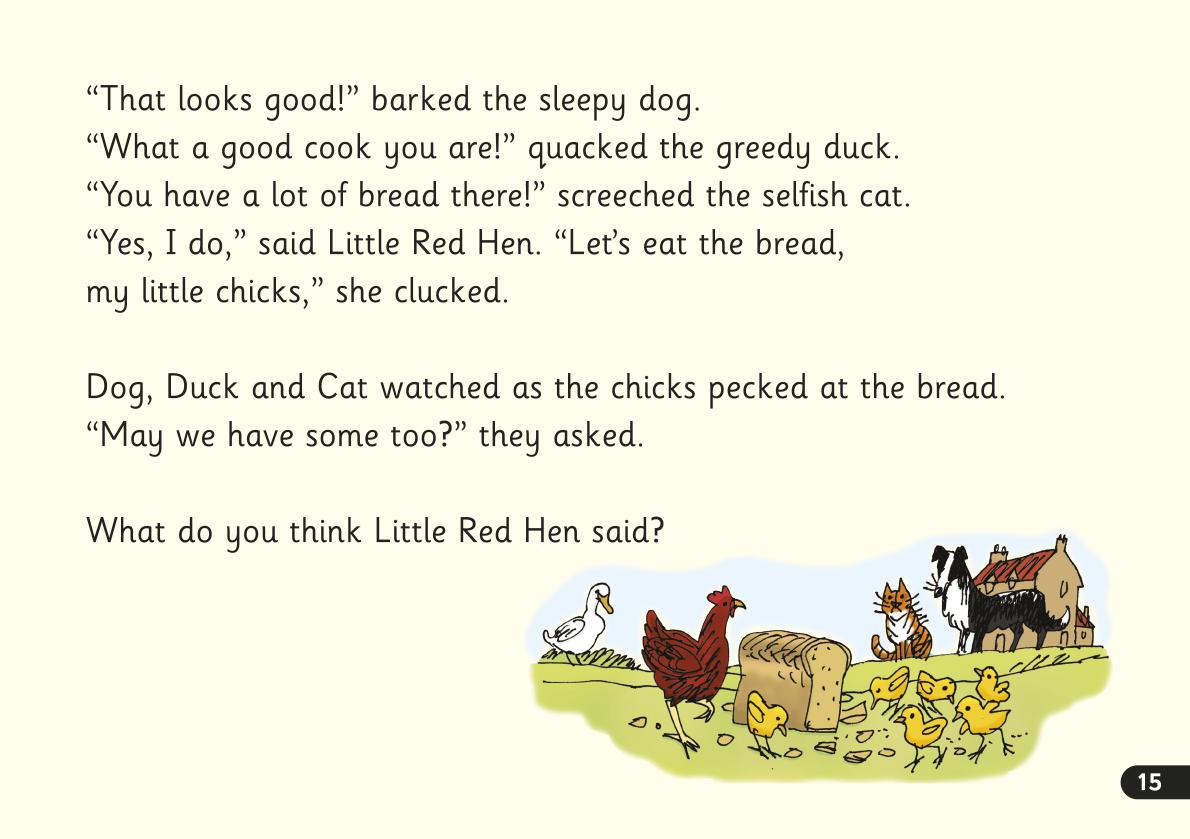 “That looks good!” barked the sleepy dog.
“What a good cook you are!” quacked the greedy duck.
“You have a lot of bread there!” screeched the selfish cat.
“Yes, I do,” said Little Red Hen. “Let’s eat the bread,
my little chicks,” she clucked.
Dog, Duck and Cat watched as the chicks pecked at the bread.
“May we have some too?” they asked.
What do you think Little Red Hen said?
15